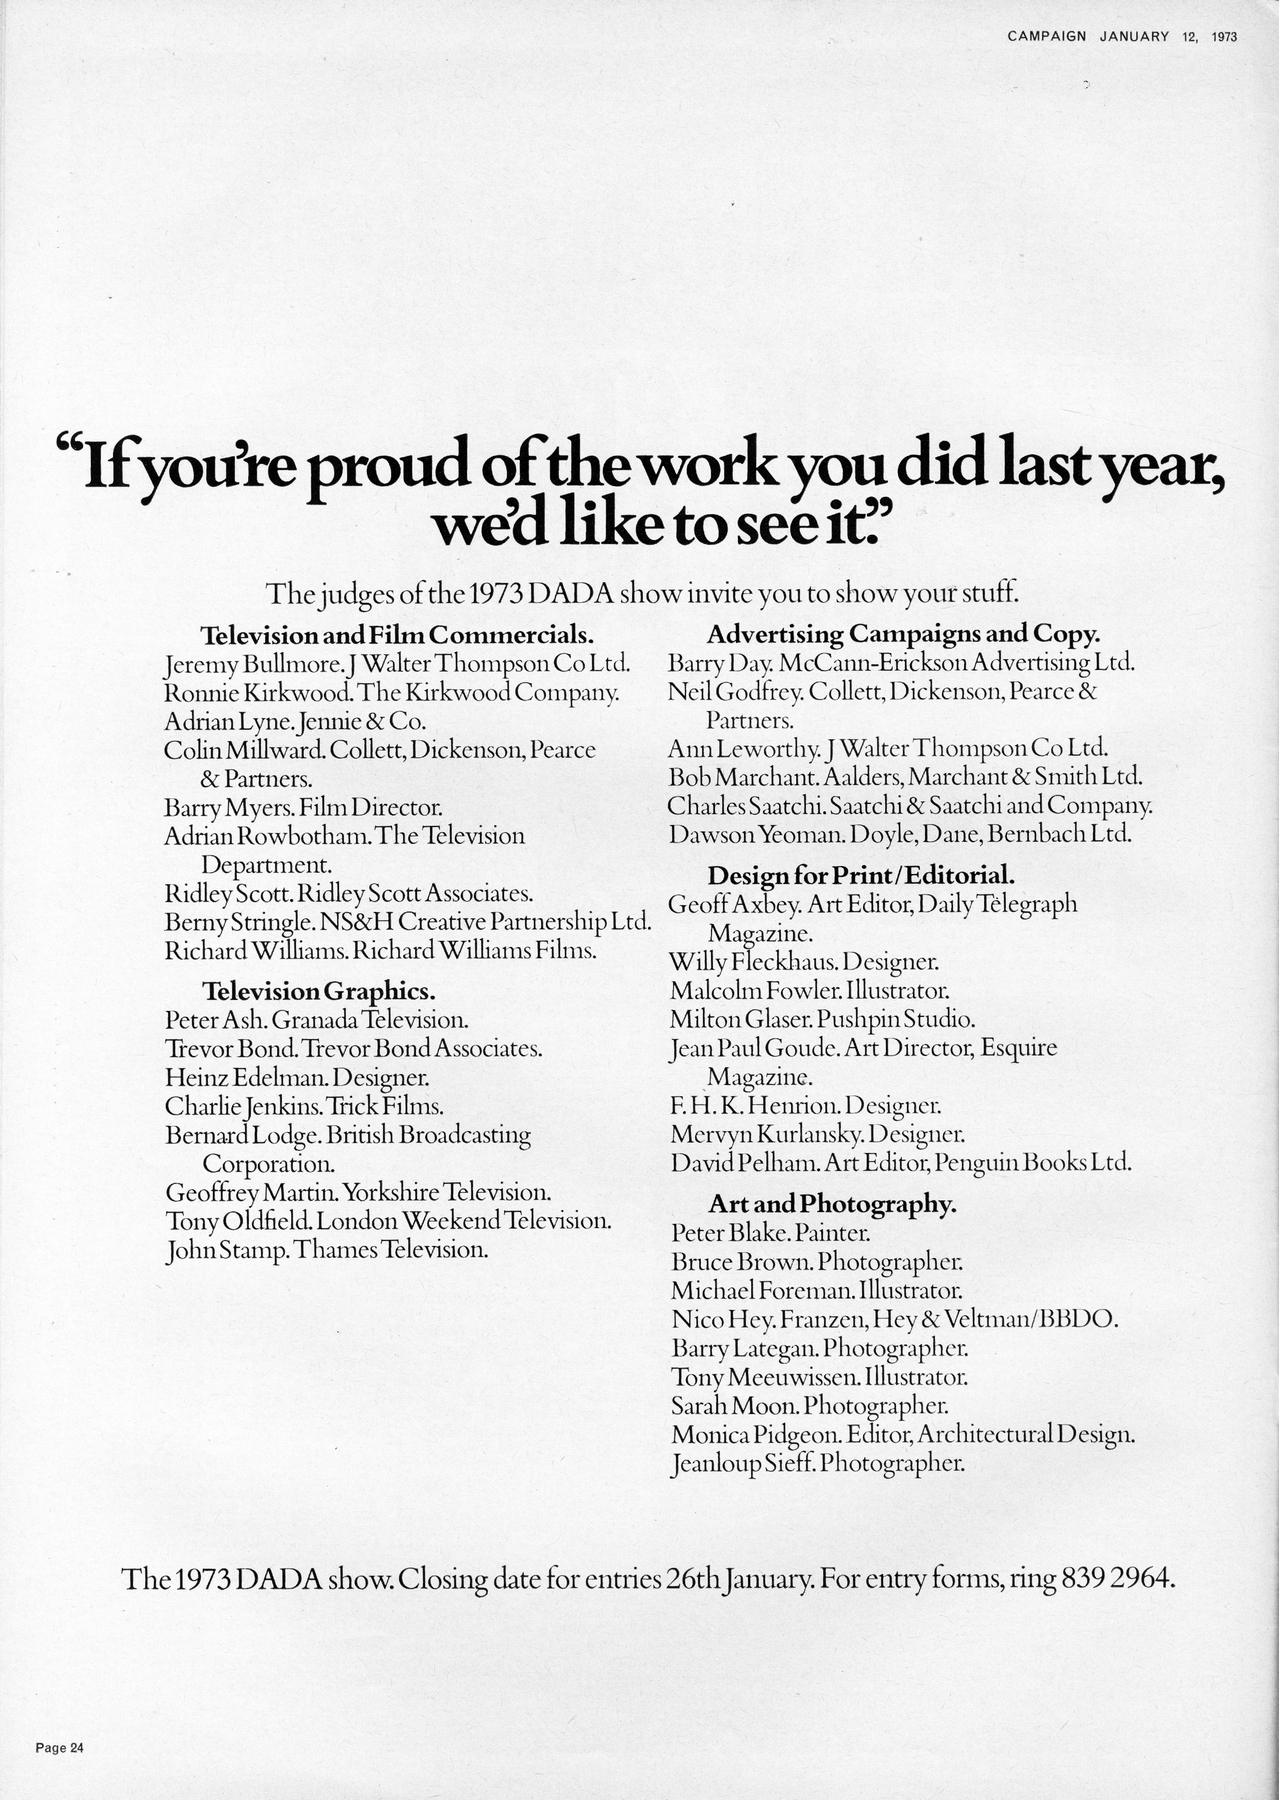 CAMPAIGN JANUARY 12, 1973
“If you’re proud of the work you did last year,
we’d like to see it.”
The judges of the 1973 DADA show invite you to show your stuff.
Television and Film Commercials.
Jeremy Bullmore. J Walter Thompson Co Ltd.
Ronnie Kirkwood. The Kirkwood Company.
Adrian Lyne. Jennie & Co.
Colin Millward. Collett, Dickenson, Pearce
& Partners.
Barry Myers. Film Director.
Adrian Rowbotham. The Television
Department.
Ridley Scott. Ridley Scott Associates.
Berny Stringle. NS&H Creative Partnership Ltd.
Richard Williams. Richard Williams Films.
Television Graphics.
Peter Ash. Granada Television.
Trevor Bond. Trevor Bond Associates.
Heinz Edelman. Designer.
Charlie Jenkins. Trick Films.
Bernard Lodge. British Broadcasting
Corporation.
Geoffrey Martin. Yorkshire Television.
Tony Oldfield. London Weekend Television.
John Stamp. Thames Television.
Advertising Campaigns and Copy.
Barry Day. McCann-Erickson Advertising Ltd.
Neil Godfrey. Collett, Dickenson, Pearce &
Partners.
Ann Leworthy. J Walter Thompson Co Ltd.
Bob Marchant. Aalders, Marchant & Smith Ltd.
Charles Saatchi. Saatchi & Saatchi and Company.
Dawson Yeoman. Doyle, Dane, Bernbach Ltd.
Design for Print/Editorial.
Geoff Axbey. Art Editor, Daily Telegraph
Magazine.
Willy Fleckhaus. Designer.
Malcolm Fowler. Illustrator.
Milton Glaser. Pushpin Studio.
Jean Paul Goude. Art Director, Esquire
Magazine.
F. H. K. Henrion. Designer.
Mervyn Kurlansky. Designer.
David Pelham. Art Editor, Penguin Books Ltd.
Art and Photography.
Peter Blake. Painter.
Bruce Brown. Photographer.
Michael Foreman. Illustrator.
Nico Hey. Franzen, Hey & Veltman/BBDO.
Barry Lategan. Photographer.
Tony Meeuwissen. Illustrator.
Sarah Moon. Photographer.
Monica Pidgeon. Editor, Architectural Design.
Jeanloup Sieff. Photographer.
The 1973 DADA show. Closing date for entries 26th January. For entry forms, ring 839 2964.
Page 24